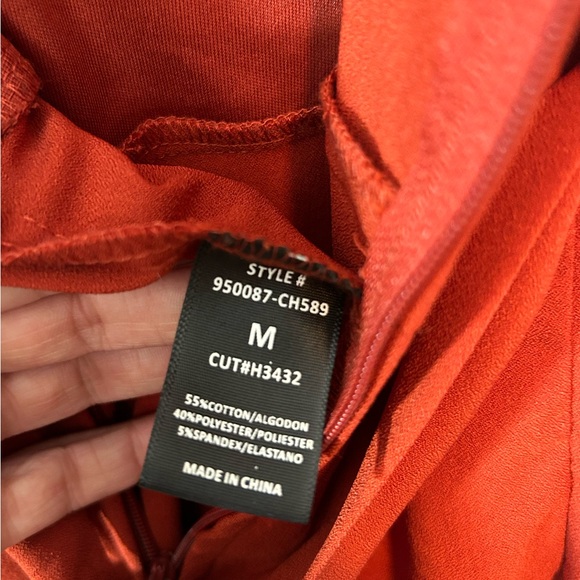 STYLE #
950087-CH589
M
CUT#H3432
55%COTTON/ALGODON
40%POLYESTER/POLIESTER
5%SPANDEX/ELASTANO
MADE IN CHINA